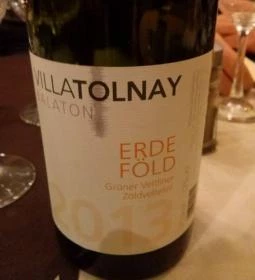 VILLATOLNAY
BALATON
ERDE
FÖLD
Grüner Veltliner
Zöldveltelini
2013